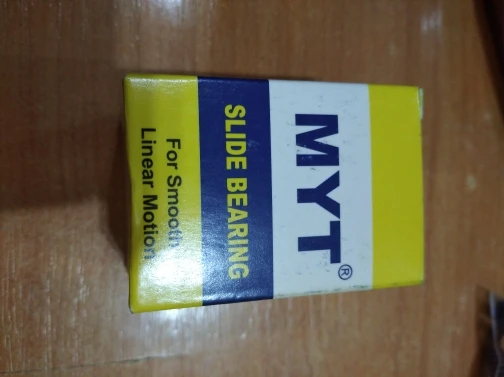 MYT®
SLIDE BEARING
For Smooth
Linear Motion